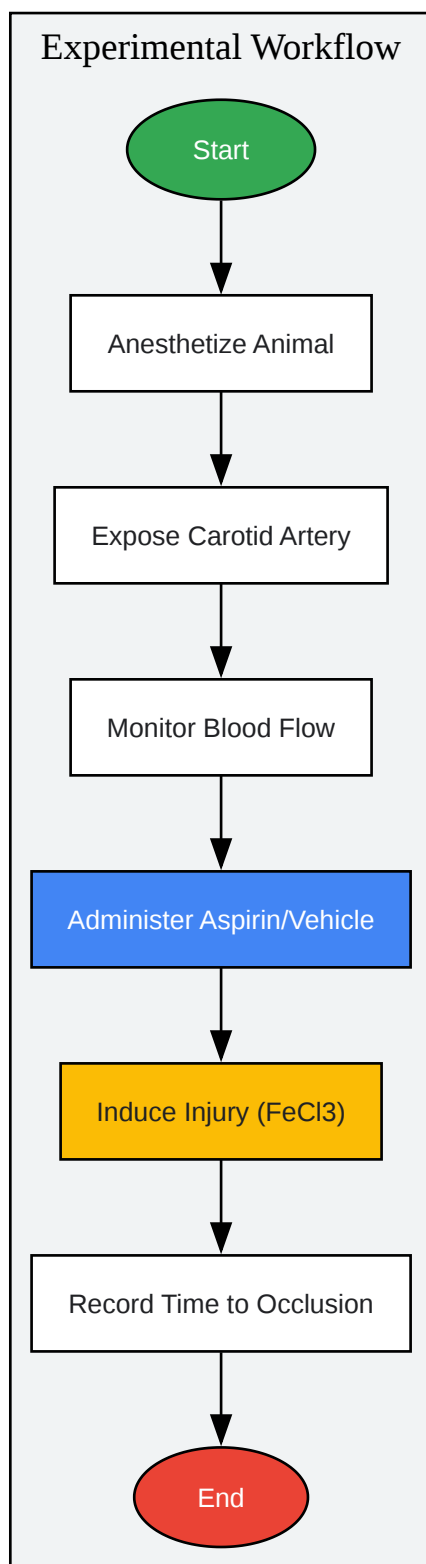 Experimental Workflow
Start
Anesthetize Animal
Expose Carotid Artery
Monitor Blood Flow
Administer Aspirin/Vehicle
Induce Injury (FeCl3)
Record Time to Occlusion
End